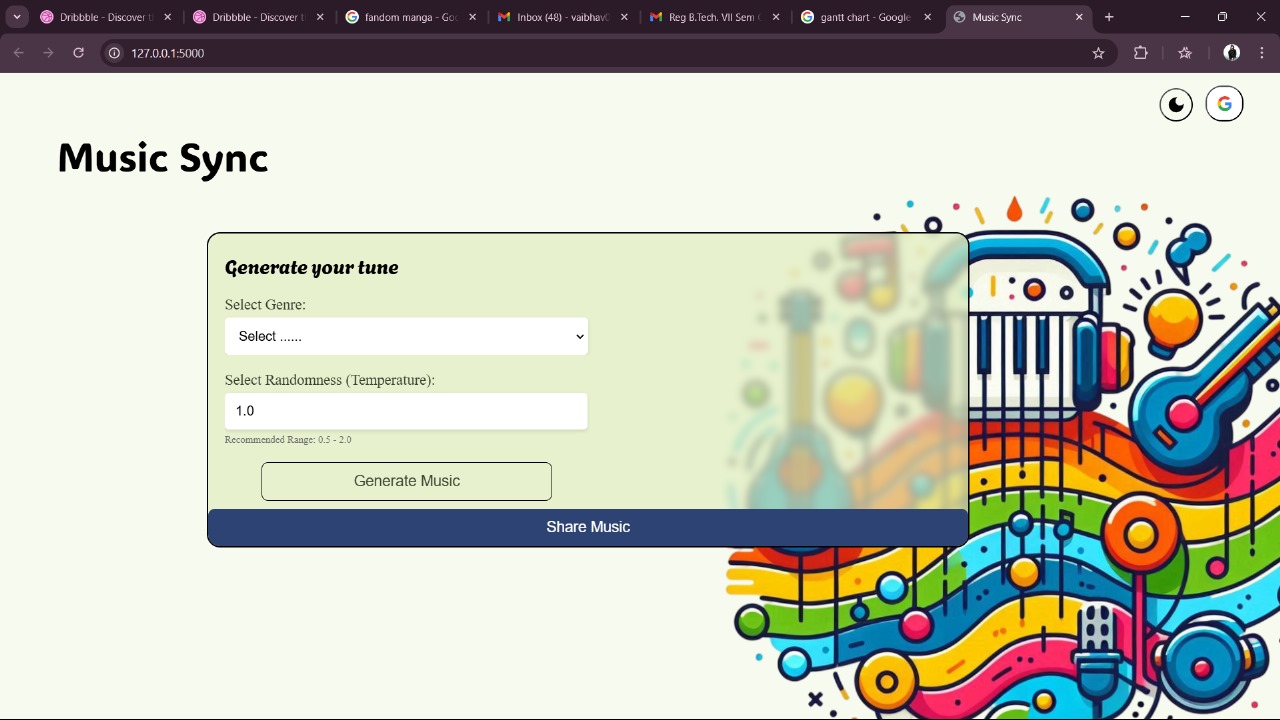 Dribbble - Discover t
Dribbble - Discover t
fandom manga - Goo
Inbox (48) - vaibhav
Reg B.Tech. VII Sem
gantt chart - Google
Music Sync
127.0.0.1:5000
Music Sync
Generate your tune
Select Genre:
Select ......
Select Randomness (Temperature):
1.0
Recommended Range: 0.5 - 2.0
Generate Music
Share Music